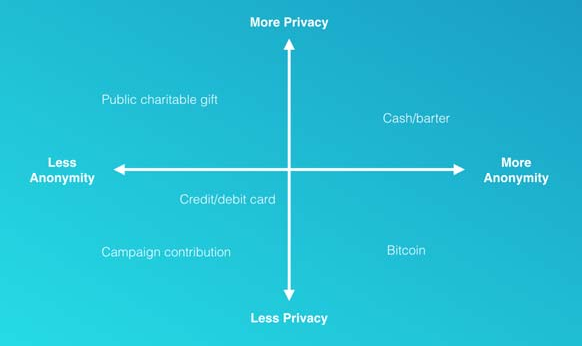 More Privacy
Public charitable gift
Cash/barter
Less
Anonymity
More
Anonymity
Credit/debit card
Campaign contribution
Bitcoin
Less Privacy